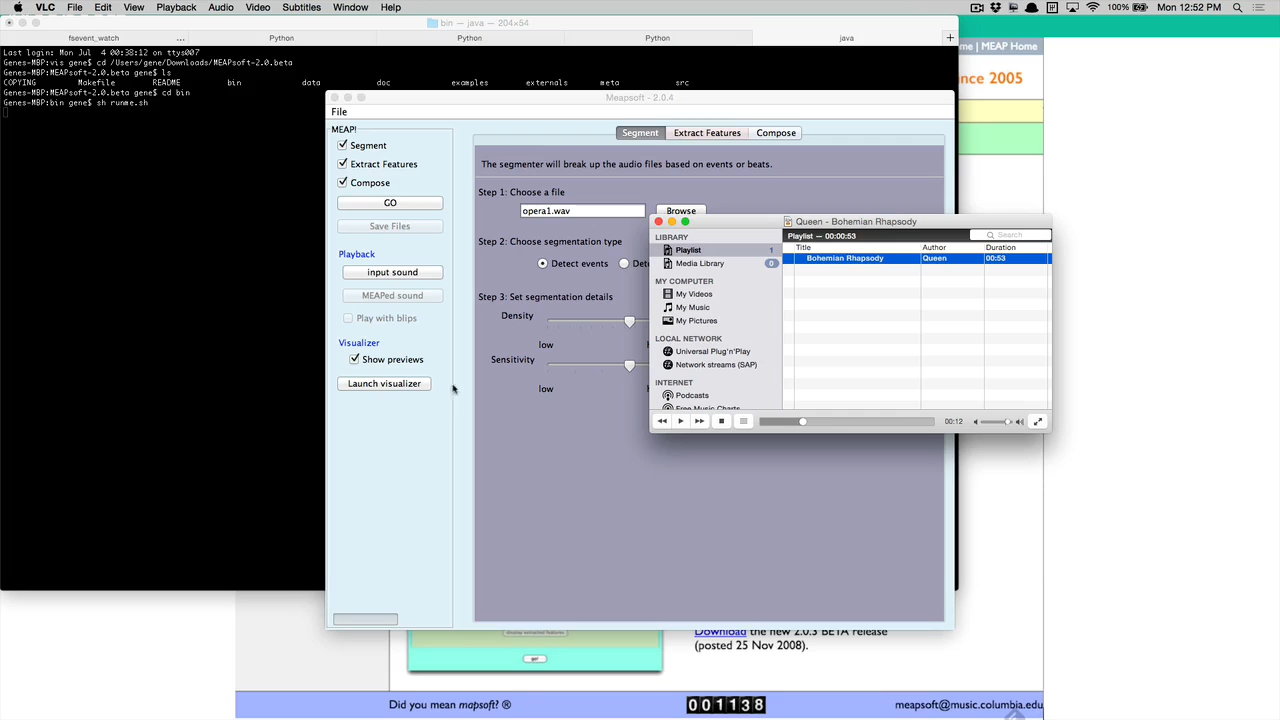 VLC File Edit View Playback Audio Video Subtitles Window Help
100% Mon 12:52 PM
bin — java — 204×54
fsevent_watch ... Python Python Python java +
Last login: Mon Jul 4 00:38:12 on ttys007
Genes-MBP:vis gene$ cd /Users/gene/Downloads/MEAPsoft-2.0.beta
Genes-MBP:MEAPsoft-2.0.beta gene$ ls
COPYING Makefile README bin data doc examples externals meta src
Genes-MBP:MEAPsoft-2.0.beta gene$ cd bin
Genes-MBP:bin gene$ sh runme.sh
| MEAP Home
nce 2005
Meapsoft - 2.0.4
File
MEAP!
Segment
Extract Features
Compose
GO
Save Files
Playback
input sound
MEAPed sound
Play with blips
Visualizer
Show previews
Launch visualizer
Segment Extract Features Compose
The segmenter will break up the audio files based on events or beats.
Step 1: Choose a file
opera1.wav Browse
Step 2: Choose segmentation type
Detect events
Step 3: Set segmentation details
Density
low
Sensitivity
low
Queen - Bohemian Rhapsody
LIBRARY
Playlist 1
Media Library 0
MY COMPUTER
My Videos
My Music
My Pictures
LOCAL NETWORK
Universal Plug'n'Play
Network streams (SAP)
INTERNET
Podcasts
Free Music Charts
Playlist — 00:00:53 Search
Title Author Duration
Bohemian Rhapsody Queen 00:53
00:12
display extracted features
go!
Download the new 2.0.3 BETA release
(posted 25 Nov 2008).
Did you mean mapsoft? ®
001138
meapsoft@music.columbia.edu